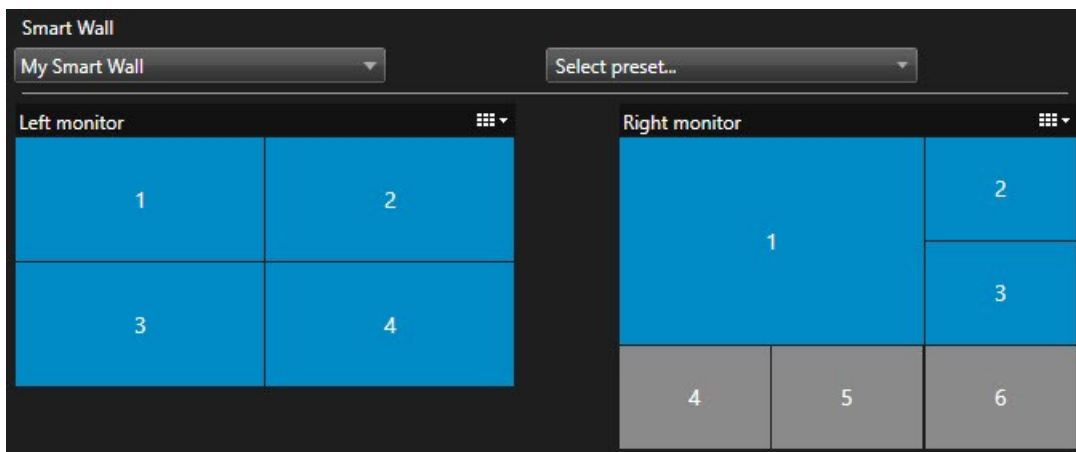 Smart Wall
My Smart Wall
Select preset...
Left monitor
1 2
3 4
Right monitor
1 2
3
4 5 6